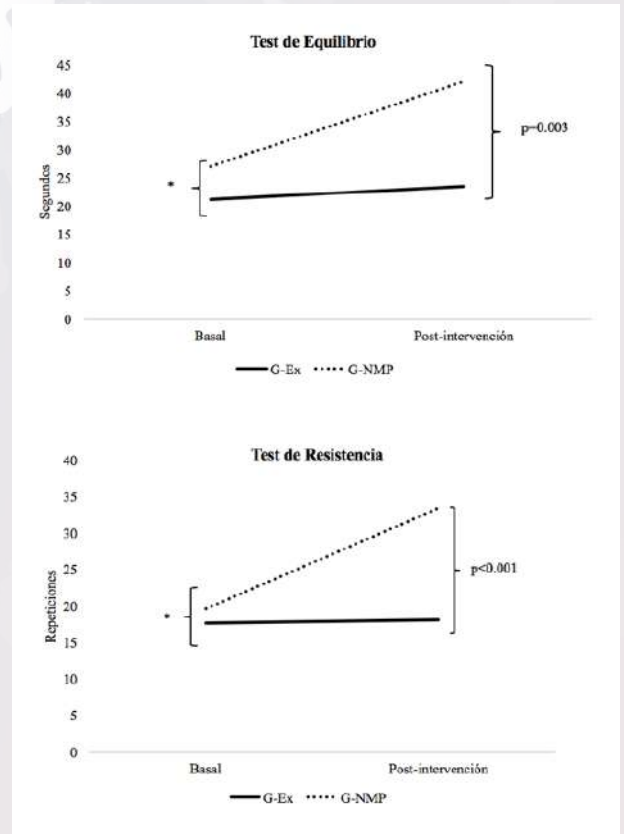 Test de Equilibrio
45
40
35
30
25
20
15
10
5
0
Segundos
*
p=0.003
Basal Post-intervención
G-Ex G-NMP
Test de Resistencia
40
35
30
25
20
15
10
5
0
Repeticiones
*
p<0.001
Basal Post-intervención
G-Ex G-NMP